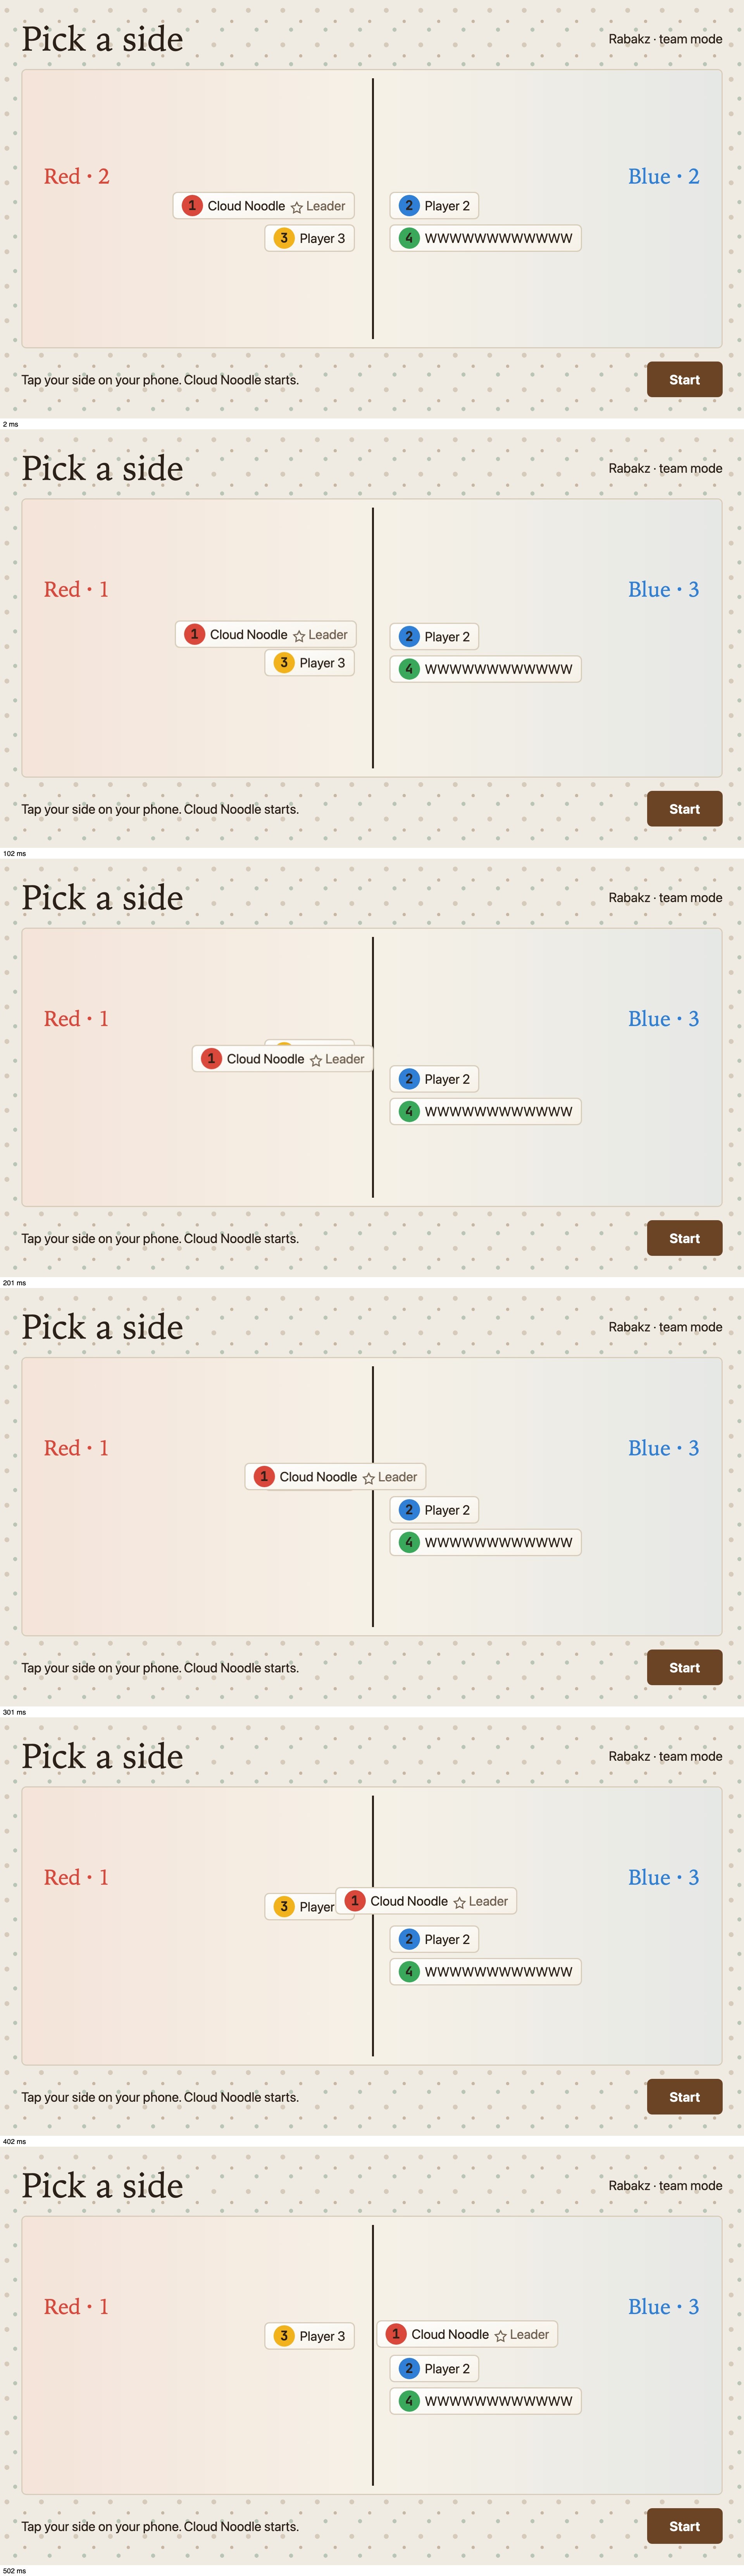 Pick a side
Rabakz · team mode
Red · 2
Blue · 2
1 Cloud Noodle ☆ Leader
2 Player 2
3 Player 3
4 WWWWWWWWWWWW
Tap your side on your phone. Cloud Noodle starts.
Start
2 ms
Pick a side
Rabakz · team mode
Red · 1
Blue · 3
1 Cloud Noodle ☆ Leader
2 Player 2
3 Player 3
4 WWWWWWWWWWWW
Tap your side on your phone. Cloud Noodle starts.
Start
102 ms
Pick a side
Rabakz · team mode
Red · 1
Blue · 3
1 Cloud Noodle ☆ Leader
2 Player 2
4 WWWWWWWWWWWW
Tap your side on your phone. Cloud Noodle starts.
Start
201 ms
Pick a side
Rabakz · team mode
Red · 1
Blue · 3
1 Cloud Noodle ☆ Leader
2 Player 2
4 WWWWWWWWWWWW
Tap your side on your phone. Cloud Noodle starts.
Start
301 ms
Pick a side
Rabakz · team mode
Red · 1
Blue · 3
3 Player
1 Cloud Noodle ☆ Leader
2 Player 2
4 WWWWWWWWWWWW
Tap your side on your phone. Cloud Noodle starts.
Start
402 ms
Pick a side
Rabakz · team mode
Red · 1
Blue · 3
3 Player 3
1 Cloud Noodle ☆ Leader
2 Player 2
4 WWWWWWWWWWWW
Tap your side on your phone. Cloud Noodle starts.
Start
502 ms